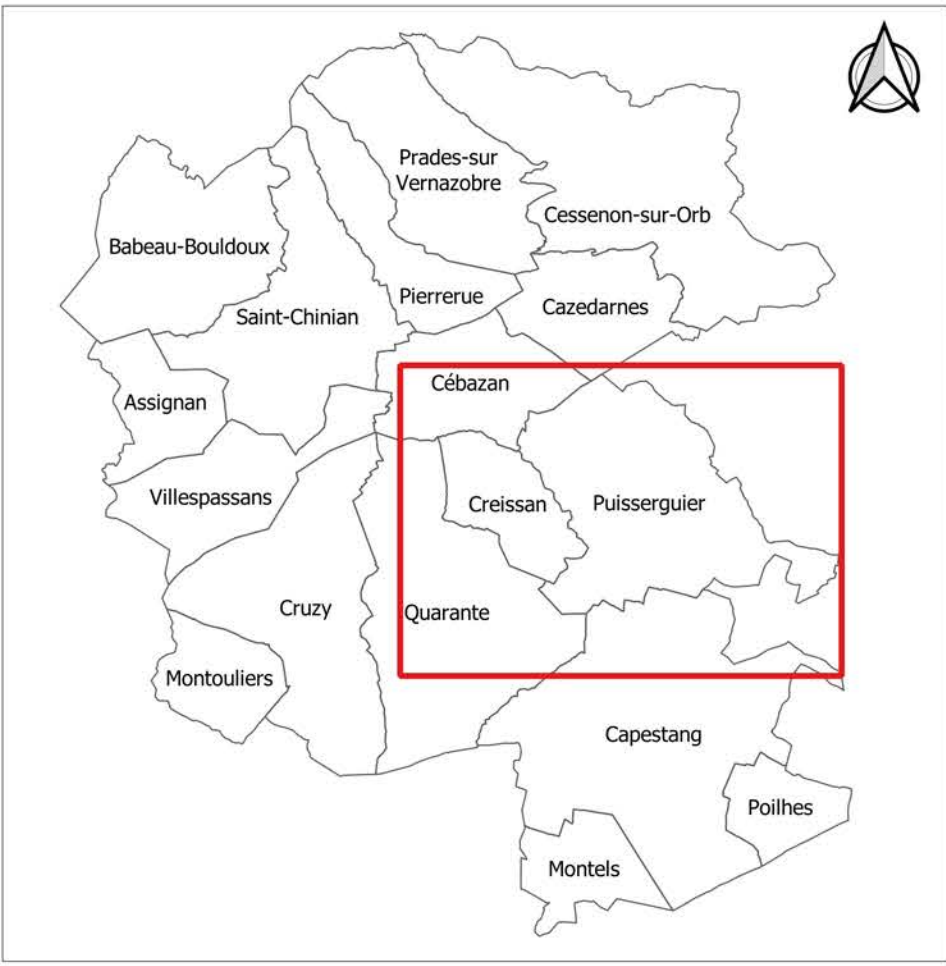 Prades-sur
Vernazobre
Cessenon-sur-Orb
Babeau-Bouldoux
Pierrerue
Cazedarnes
Saint-Chinian
Cébazan
Assignan
Villespassans
Creissan
Puisserguier
Cruzy
Quarante
Montouliers
Capestang
Poilhes
Montels